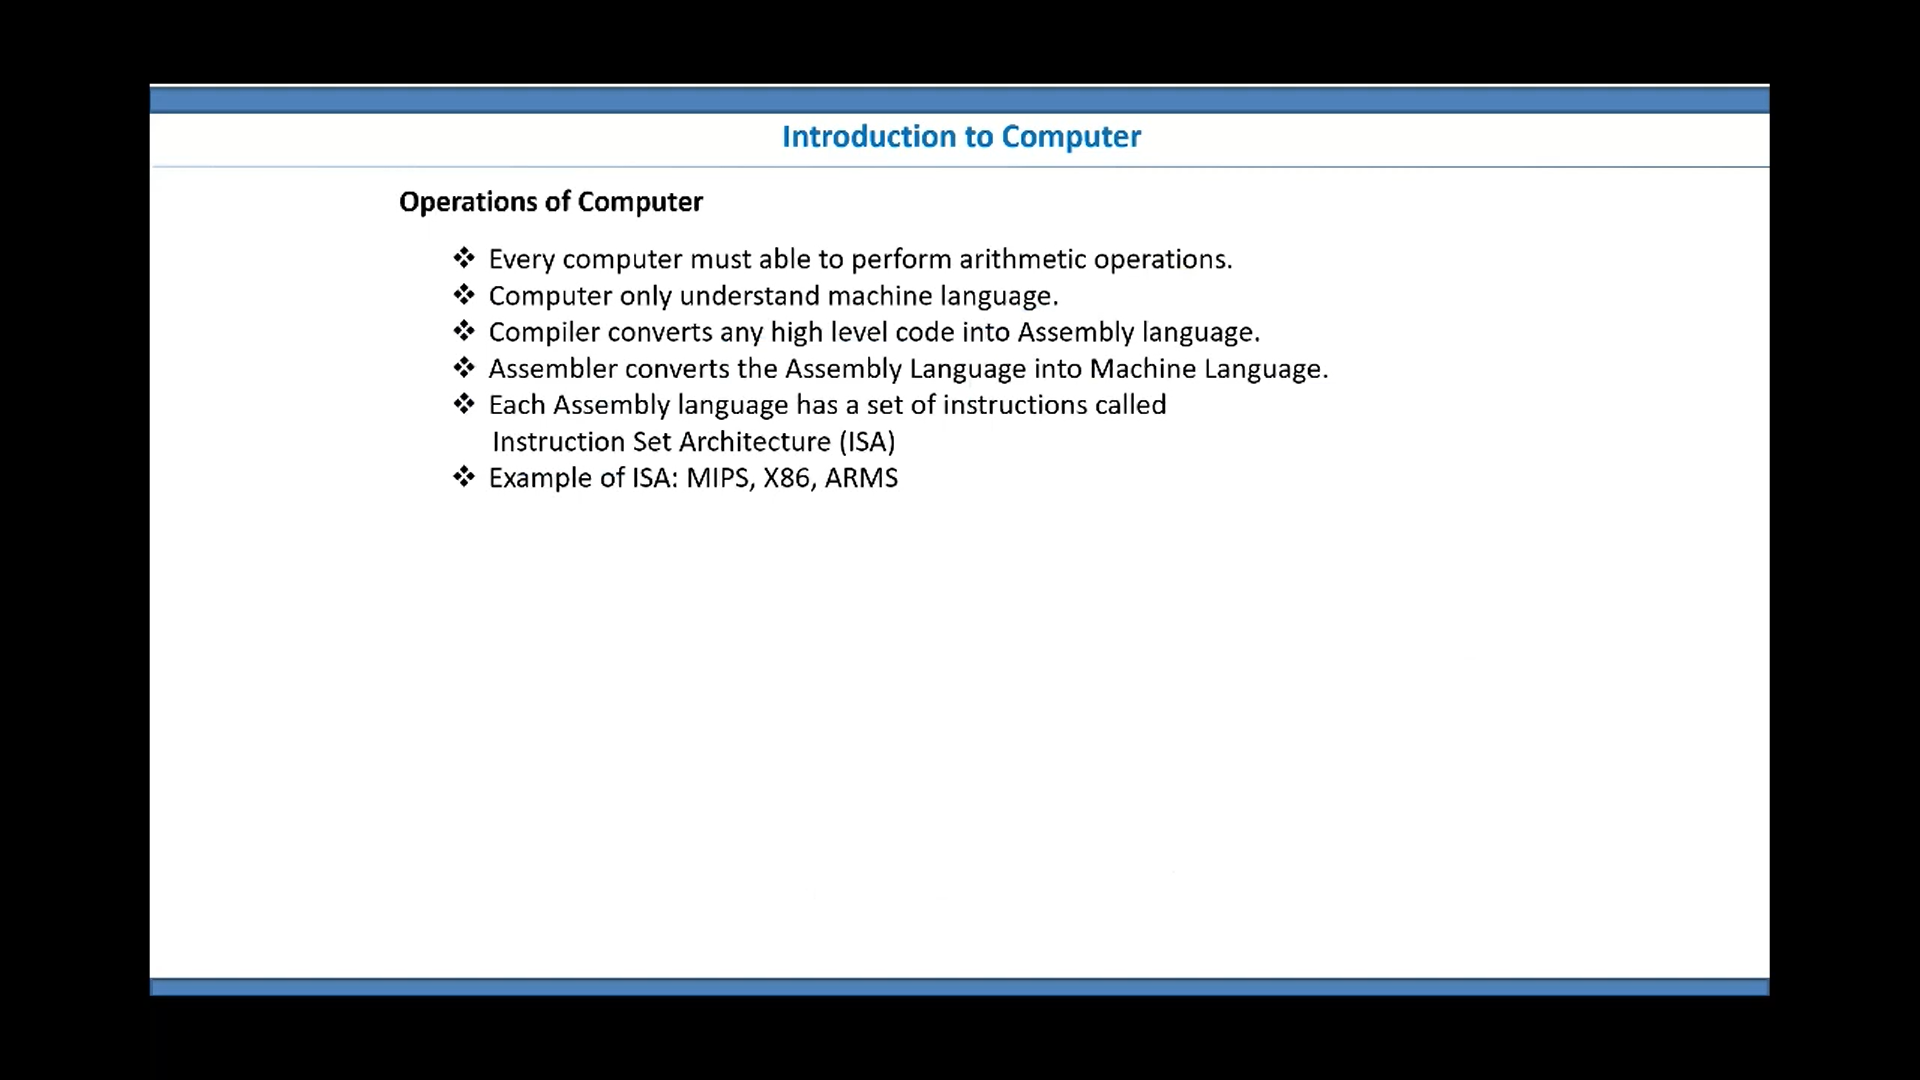 Introduction to Computer
Operations of Computer
❖ Every computer must able to perform arithmetic operations.
❖ Computer only understand machine language.
❖ Compiler converts any high level code into Assembly language.
❖ Assembler converts the Assembly Language into Machine Language.
❖ Each Assembly language has a set of instructions called
Instruction Set Architecture (ISA)
❖ Example of ISA: MIPS, X86, ARMS